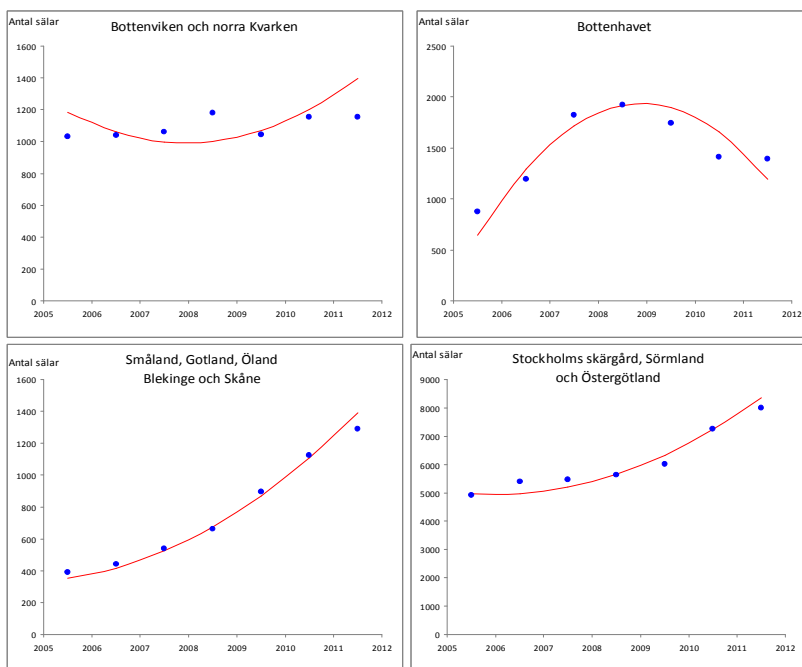 Antal sälar
Bottenviken och norra Kvarken
1600
1400
1200
1000
800
600
400
200
0
2005 2006 2007 2008 2009 2010 2011 2012
Antal sälar
Bottenhavet
2500
2000
1500
1000
500
0
2005 2006 2007 2008 2009 2010 2011 2012
Antal sälar
Småland, Gotland, Öland
Blekinge och Skåne
1600
1400
1200
1000
800
600
400
200
0
2005 2006 2007 2008 2009 2010 2011 2012
Antal sälar
Stockholms skärgård, Sörmland
och Östergötland
9000
8000
7000
6000
5000
4000
3000
2000
1000
0
2005 2006 2007 2008 2009 2010 2011 2012